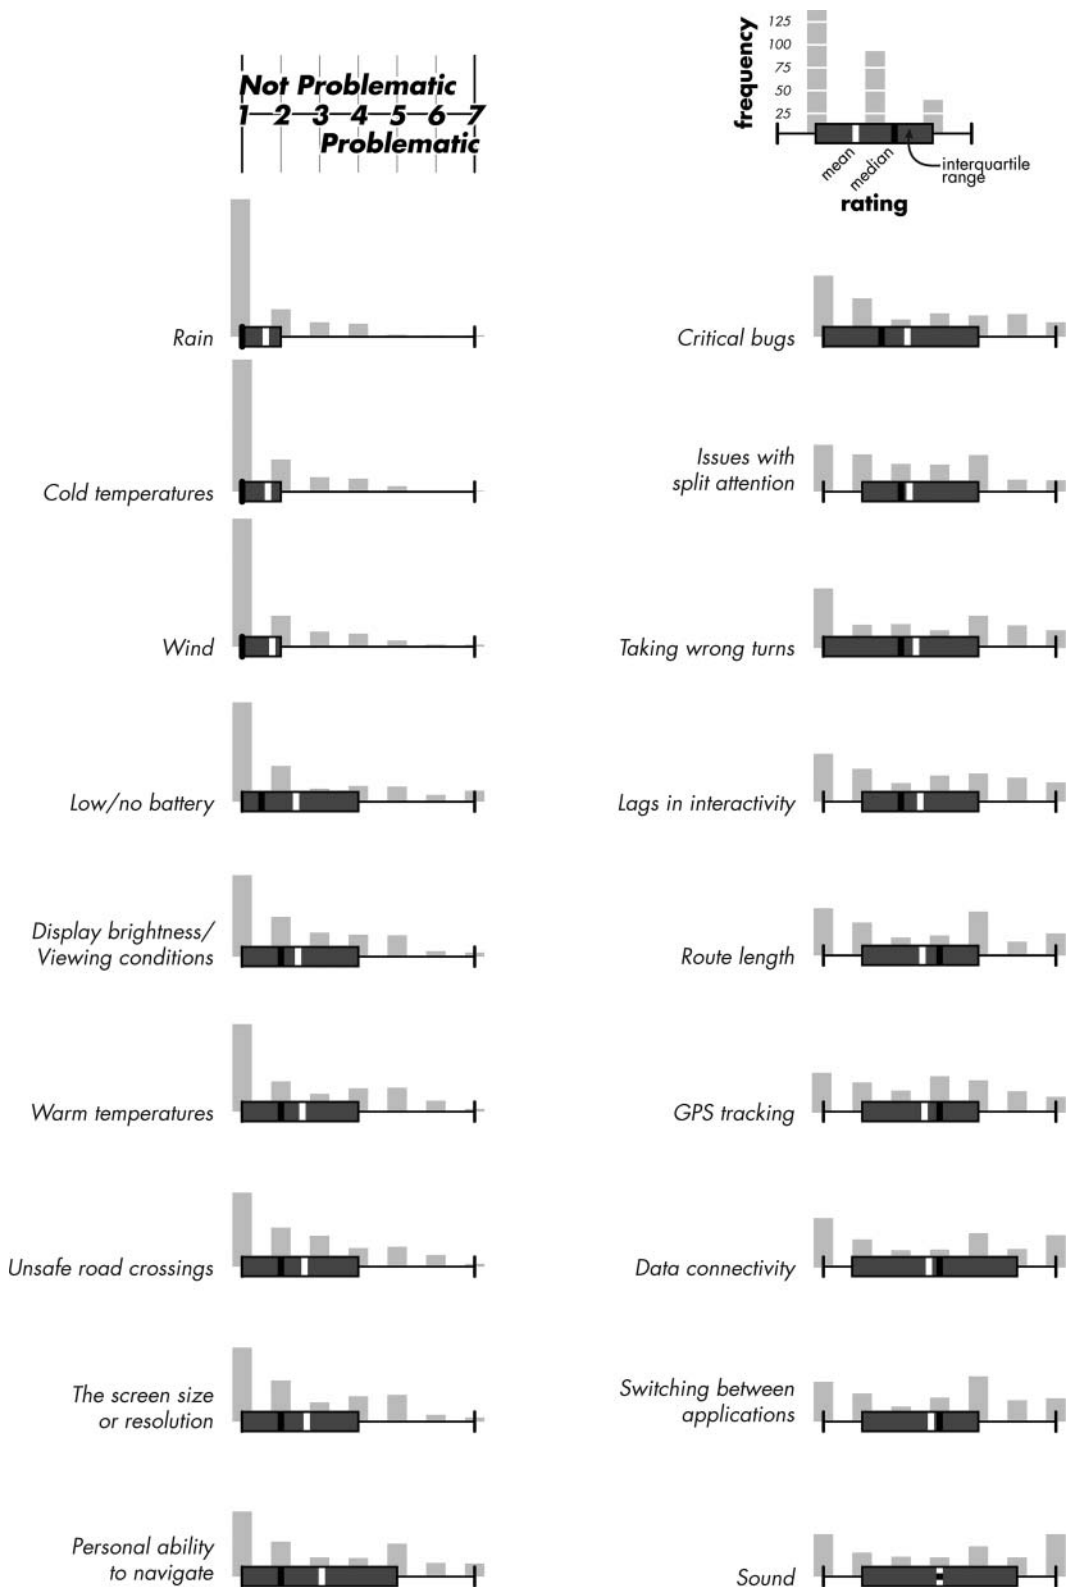 Not Problematic
1 2 3 4 5 6 7
Problematic
frequency
125
100
75
50
25
mean
median
interquartile
range
rating
Rain
Cold temperatures
Wind
Low/no battery
Display brightness/
Viewing conditions
Warm temperatures
Unsafe road crossings
The screen size
or resolution
Personal ability
to navigate
Critical bugs
Issues with
split attention
Taking wrong turns
Lags in interactivity
Route length
GPS tracking
Data connectivity
Switching between
applications
Sound